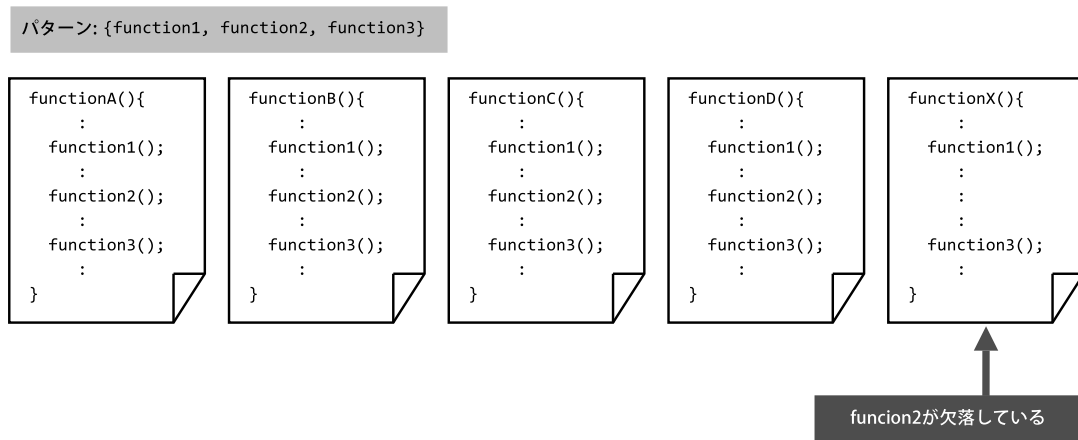 パターン: {function1, function2, function3}
functionA(){
:
function1();
:
function2();
:
function3();
:
}
functionB(){
:
function1();
:
function2();
:
function3();
:
}
functionC(){
:
function1();
:
function2();
:
function3();
:
}
functionD(){
:
function1();
:
function2();
:
function3();
:
}
functionX(){
:
function1();
:
:
:
function3();
:
}
funcion2が欠落している